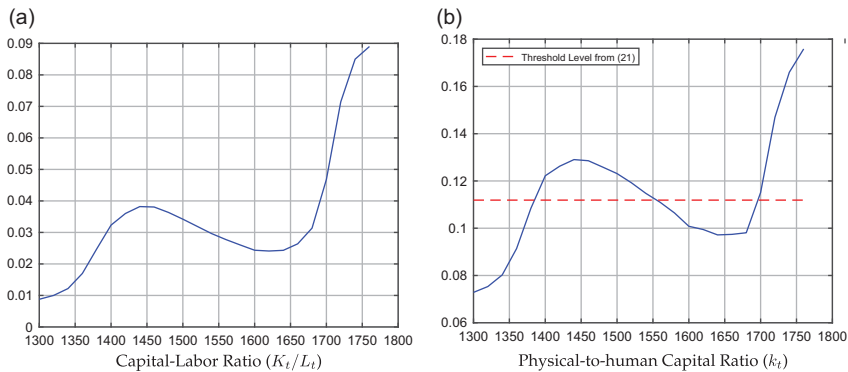 (a)
0.09
0.08
0.07
0.06
0.05
0.04
0.03
0.02
0.01
0
1300 1350 1400 1450 1500 1550 1600 1650 1700 1750 1800
Capital-Labor Ratio (K_t/L_t)
(b)
0.18
0.16
0.14
0.12
0.1
0.08
0.06
Threshold Level from (21)
1300 1350 1400 1450 1500 1550 1600 1650 1700 1750 1800
Physical-to-human Capital Ratio (k_t)